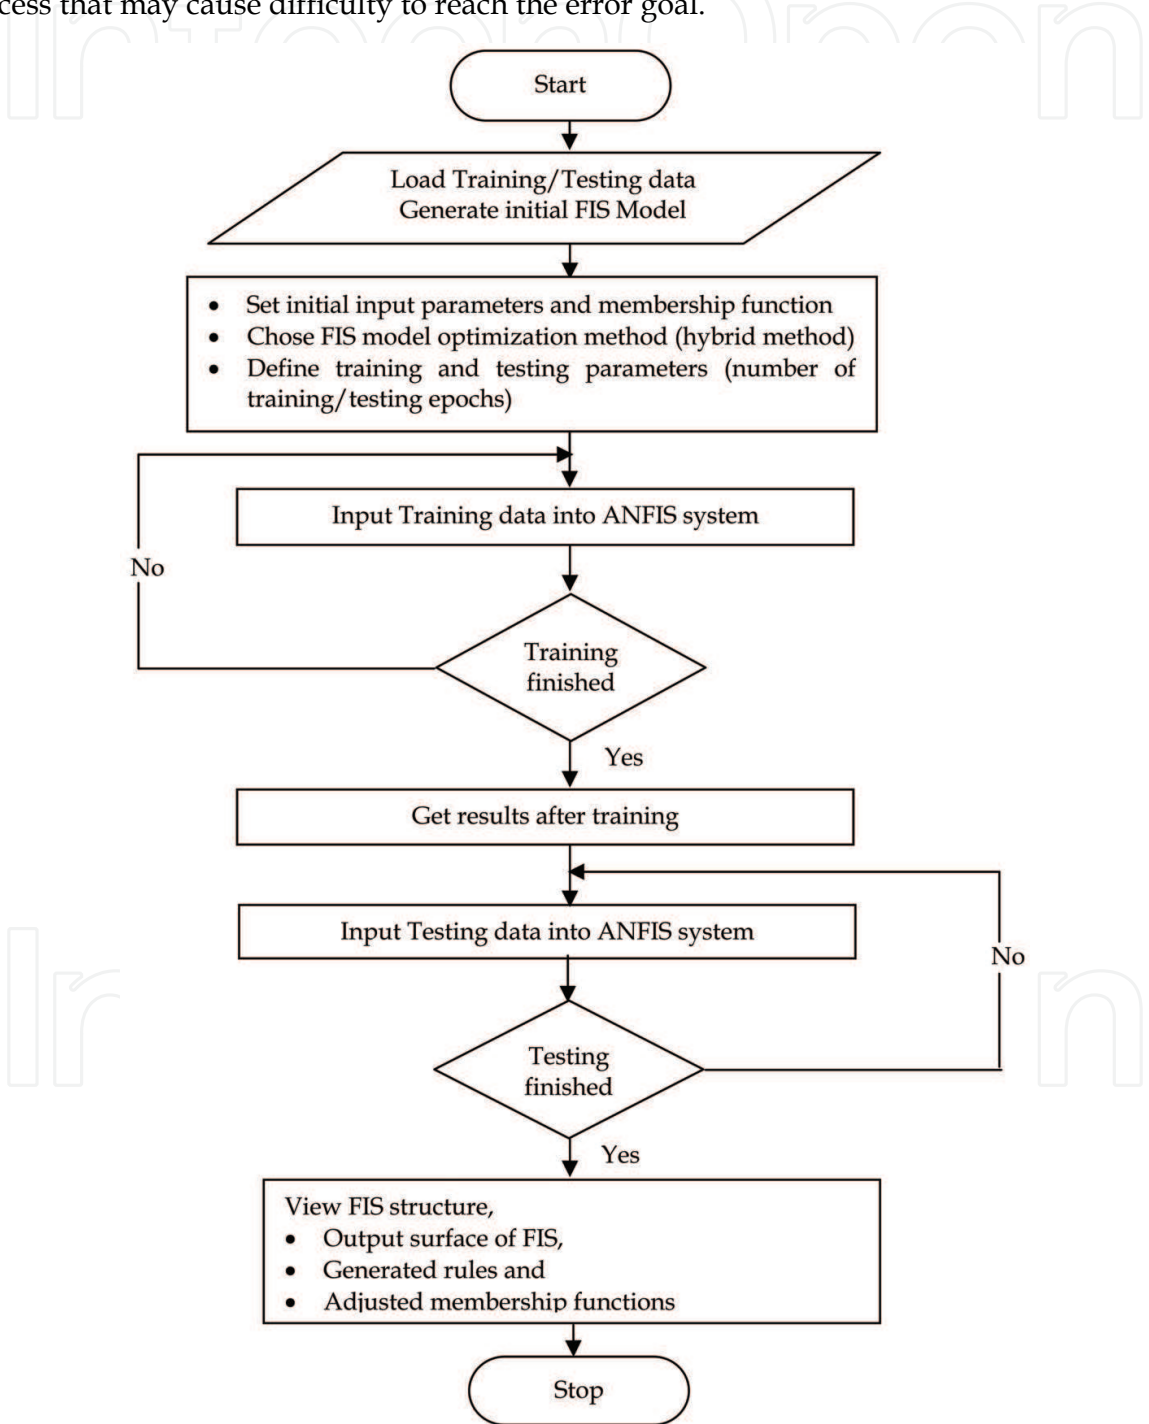 cess that may cause difficulty to reach the error goal.
Start
Load Training/Testing data
Generate initial FIS Model
• Set initial input parameters and membership function
• Chose FIS model optimization method (hybrid method)
• Define training and testing parameters (number of
training/testing epochs)
Input Training data into ANFIS system
No
Training
finished
Yes
Get results after training
Input Testing data into ANFIS system
No
Testing
finished
Yes
View FIS structure,
• Output surface of FIS,
• Generated rules and
• Adjusted membership functions
Stop